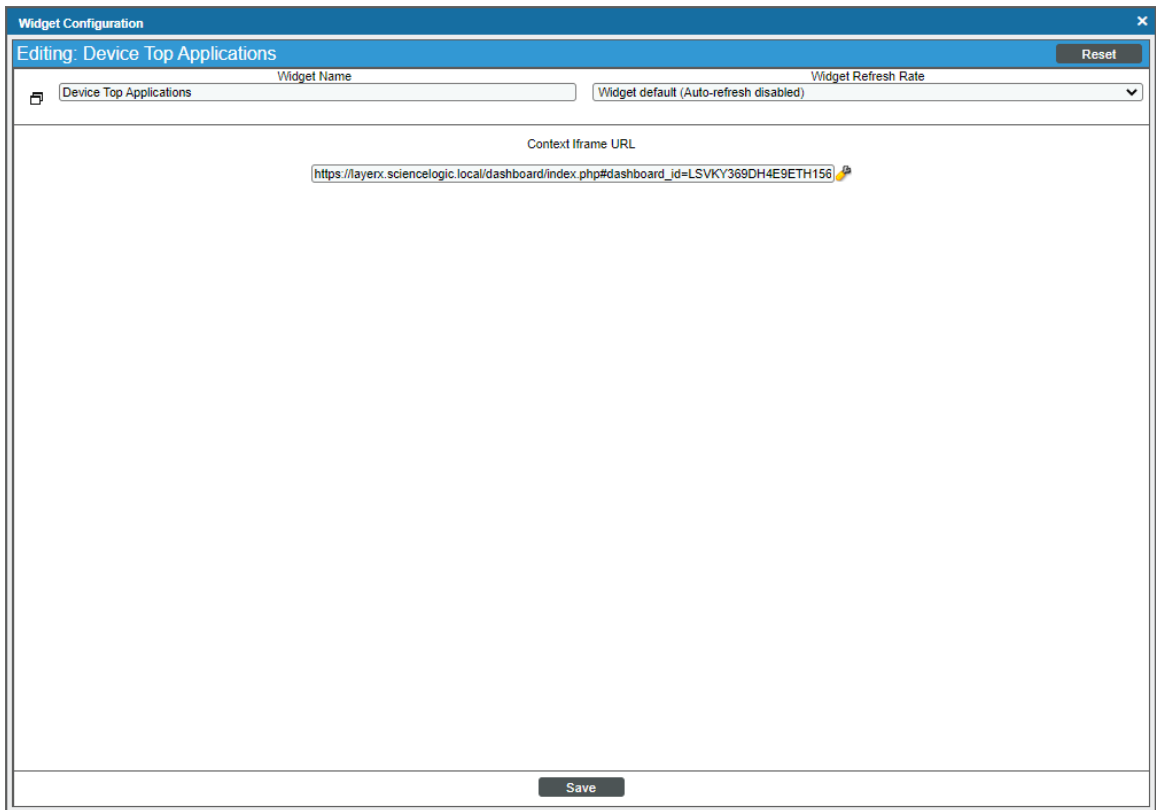 Widget Configuration
Editing: Device Top Applications
Reset
Widget Name
Widget Refresh Rate
Device Top Applications
Widget default (Auto-refresh disabled)
Context Iframe URL
https://layerx.sciencelogic.local/dashboard/index.php#dashboard_id=LSVKY369DH4E9ETH156
Save